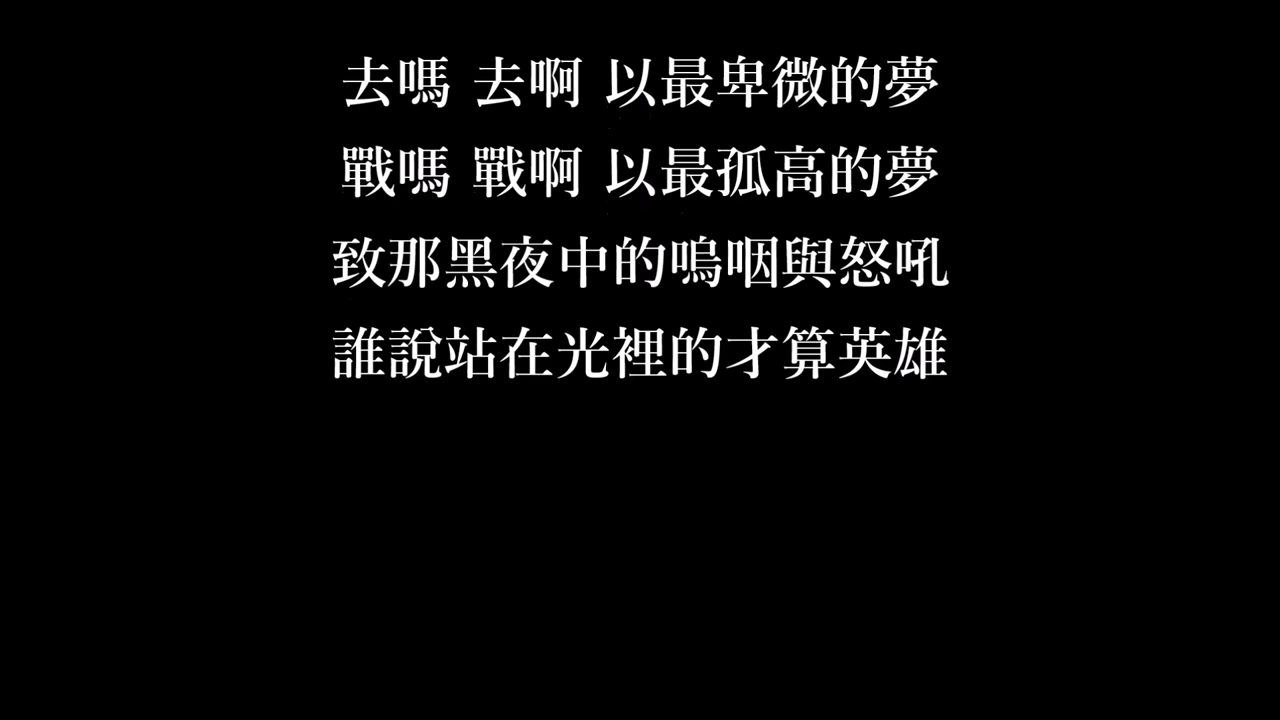 去嗎 去啊 以最卑微的夢
戰嗎 戰啊 以最孤高的夢
致那黑夜中的嗚咽與怒吼
誰說站在光裡的才算英雄